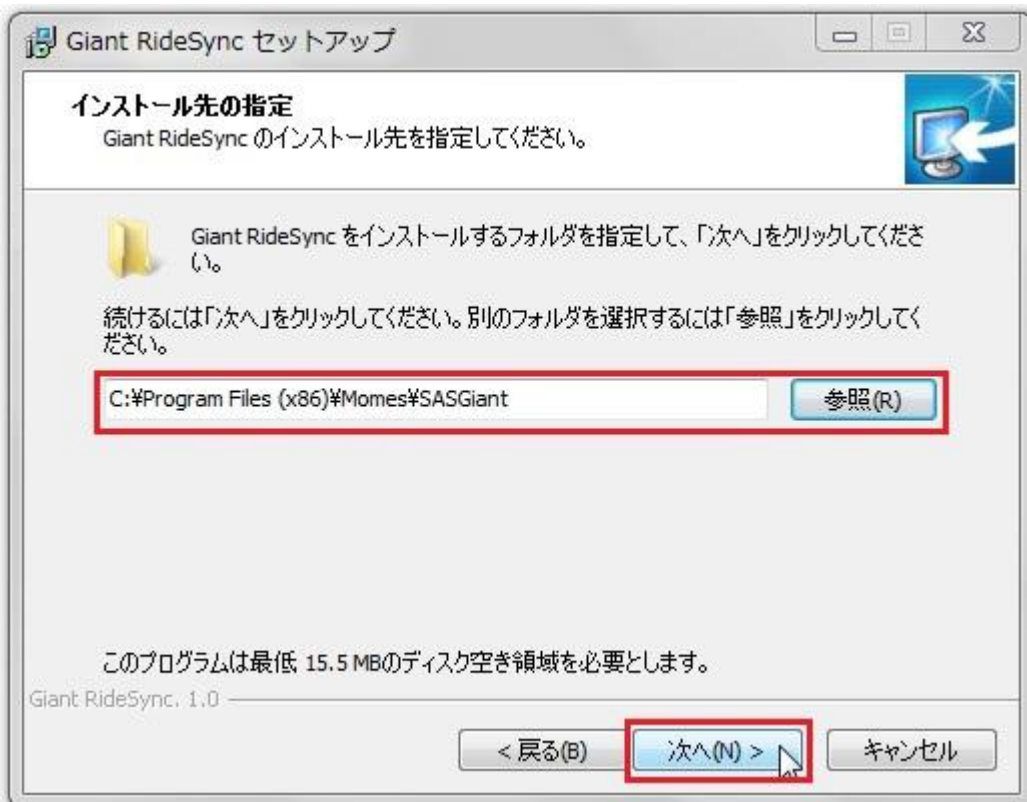 Giant RideSync セットアップ
インストール先の指定
Giant RideSync のインストール先を指定してください。
Giant RideSync をインストールするフォルダを指定して、「次へ」をクリックしてくださ
い。
続けるには「次へ」をクリックしてください。別のフォルダを選択するには「参照」をクリックしてく
ださい。
C:¥Program Files (x86)¥Momes¥SASGiant
参照(R)
このプログラムは最低 15.5 MBのディスク空き領域を必要とします。
Giant RideSync. 1.0
< 戻る(B)
次へ(N) >
キャンセル